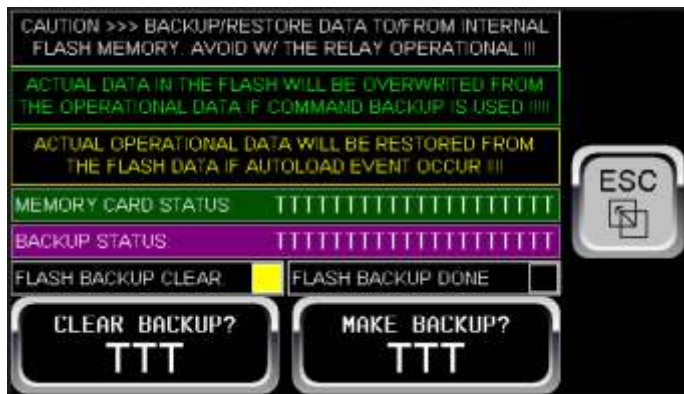 CAUTION >>> BACKUP/RESTORE DATA TO/FROM INTERNAL
FLASH MEMORY. AVOID W/ THE RELAY OPERATIONAL !!!
ACTUAL DATA IN THE FLASH WILL BE OVERWRITED FROM
THE OPERATIONAL DATA IF COMMAND BACKUP IS USED !!!!!
ACTUAL OPERATIONAL DATA WILL BE RESTORED FROM
THE FLASH DATA IF AUTOLOAD EVENT OCCUR !!!!
ESC
MEMORY CARD STATUS: TTTTTTTTTTTTTTTTTTTT
BACKUP STATUS: TTTTTTTTTTTTTTTTTTTT
FLASH BACKUP CLEAR FLASH BACKUP DONE
CLEAR BACKUP? MAKE BACKUP?
TTT TTT